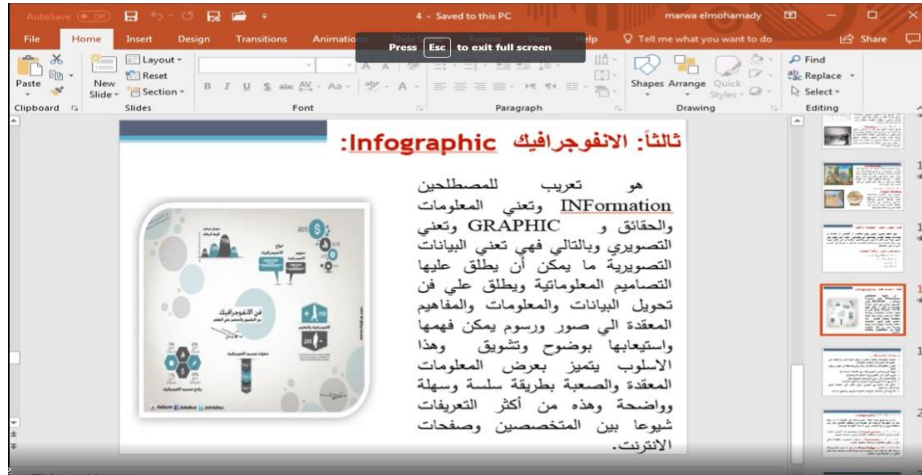 AutoSave Off
4 - Saved to this PC
marwa elmohamady
File Home Insert Design Transitions Animations Help Tell me what you want to do Share
Press Esc to exit full screen
Paste
New Slide
Layout
Reset
Section
Shapes Arrange Quick Styles
Find
Replace
Select
Clipboard Slides Font Paragraph Drawing Editing
ثالثاً: الانفوجرافيك Infographic:
هو تعريب للمصطلحين
INFormation وتعني المعلومات
والحقائق و GRAPHIC وتعني
التصويري وبالتالي فهي تعني البيانات
التصويرية ما يمكن أن يطلق عليها
التصاميم المعلوماتية ويطلق علي فن
تحويل البيانات والمعلومات والمفاهيم
المعقدة الي صور ورسوم يمكن فهمها
واستيعابها بوضوح وتشويق وهذا
الاسلوب يتميز بعرض المعلومات
المعقدة والصعبة بطريقة سلسة وسهلة
وواضحة وهذه من أكثر التعريفات
شيوعا بين المتخصصين وصفحات
الانترنت.
فن الانفوجرافيك